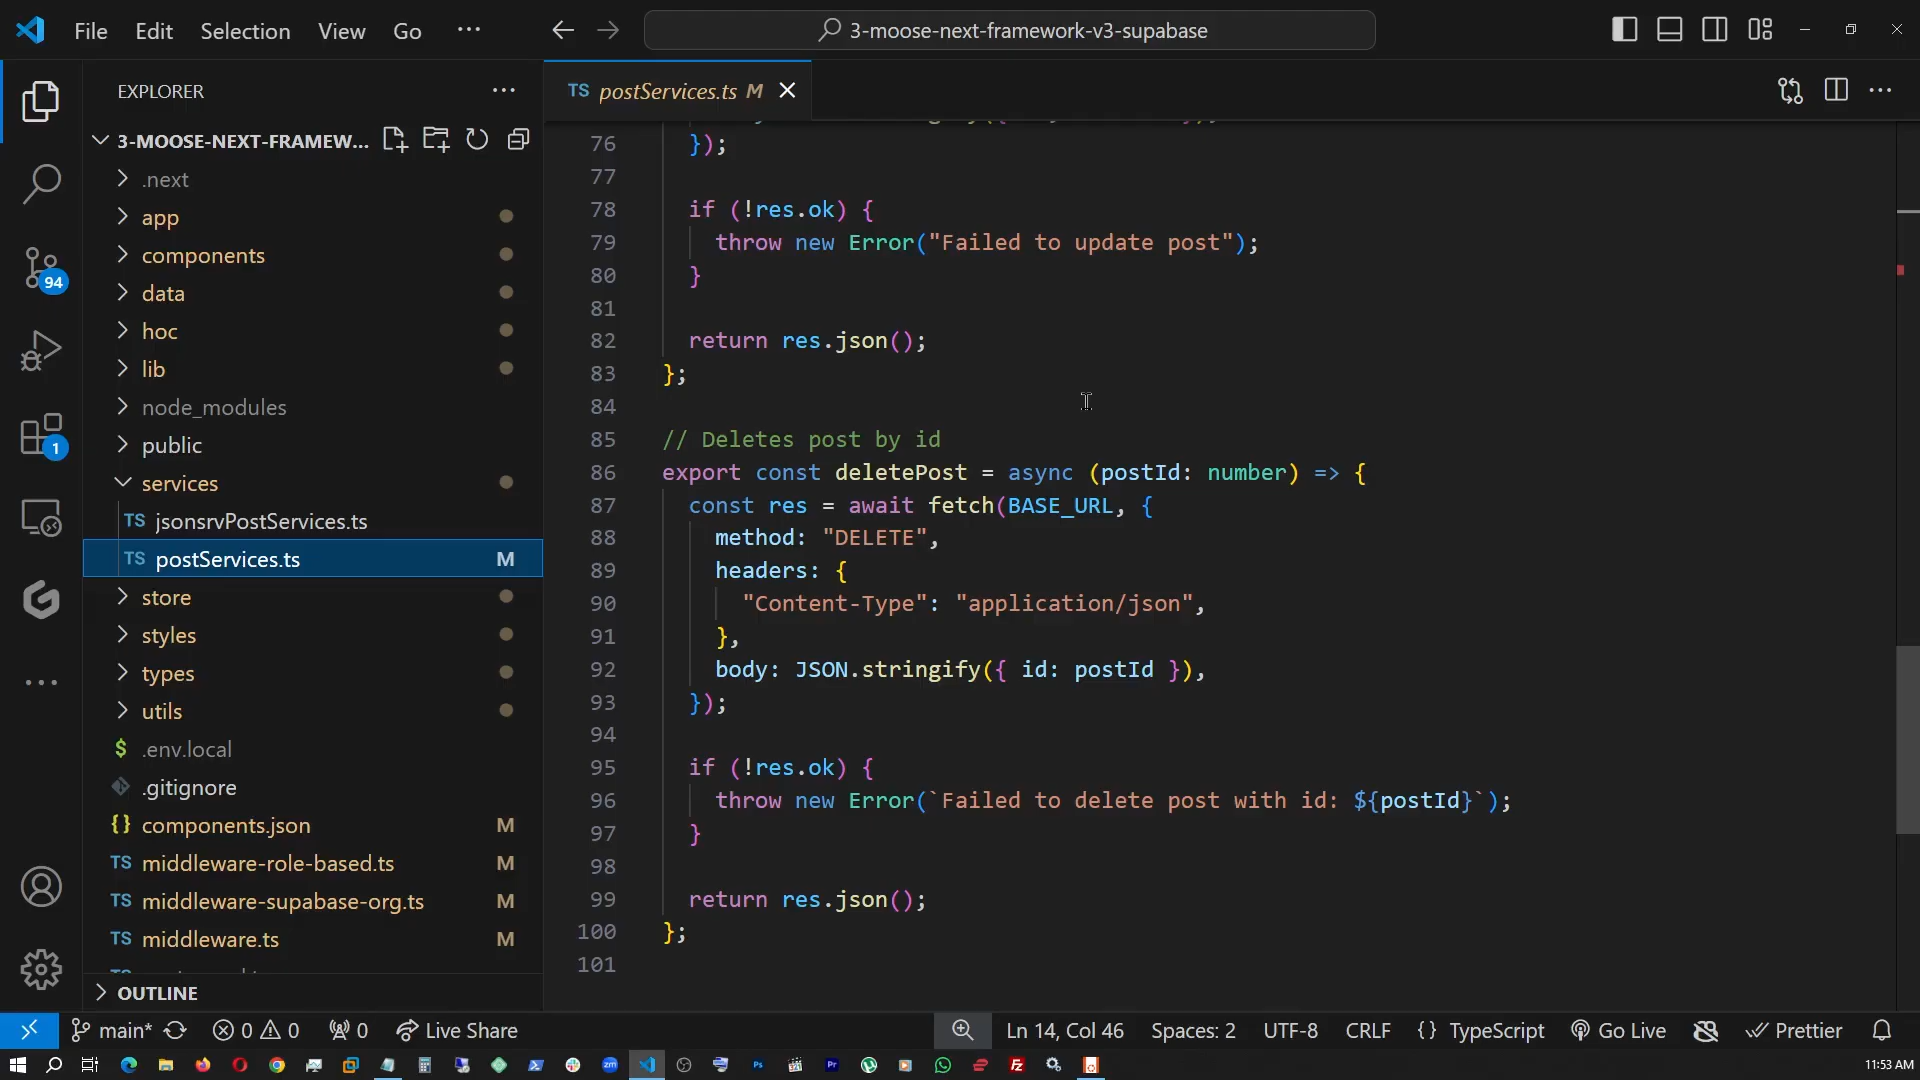 File Edit Selection View Go ...
3-moose-next-framework-v3-supabase
EXPLORER
3-MOOSE-NEXT-FRAMEW...
.next
app
components
data
hoc
lib
node_modules
public
services
TS jsonsrvPostServices.ts
TS postServices.ts M
store
styles
types
utils
$ .env.local
.gitignore
{} components.json M
TS middleware-role-based.ts M
TS middleware-supabase-org.ts M
TS middleware.ts M
OUTLINE
94
1
TS postServices.ts M
76 });
77
78 if (!res.ok) {
79 throw new Error("Failed to update post");
80 }
81
82 return res.json();
83 };
84
85 // Deletes post by id
86 export const deletePost = async (postId: number) => {
87 const res = await fetch(BASE_URL, {
88 method: "DELETE",
89 headers: {
90 "Content-Type": "application/json",
91 },
92 body: JSON.stringify({ id: postId }),
93 });
94
95 if (!res.ok) {
96 throw new Error(`Failed to delete post with id: ${postId}`);
97 }
98
99 return res.json();
100 };
101
main* 0 0 0 Live Share Ln 14, Col 46 Spaces: 2 UTF-8 CRLF {} TypeScript Go Live Prettier
11:53 AM